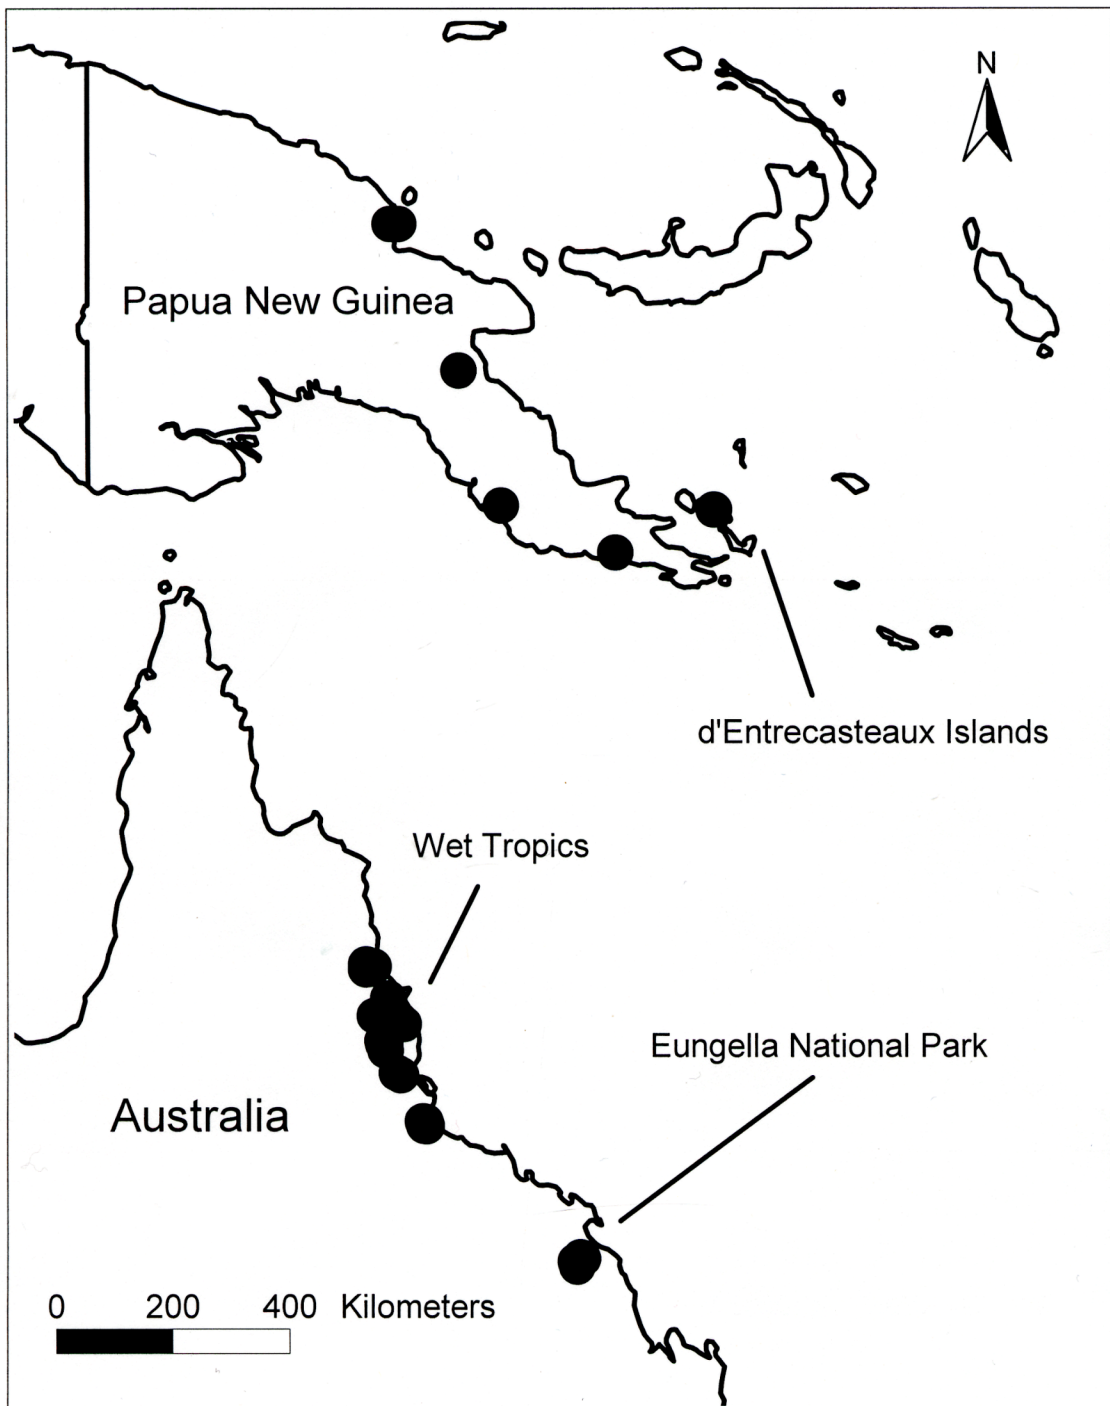 N
Papua New Guinea
d'Entrecasteaux Islands
Wet Tropics
Eungella National Park
Australia
0 200 400 Kilometers